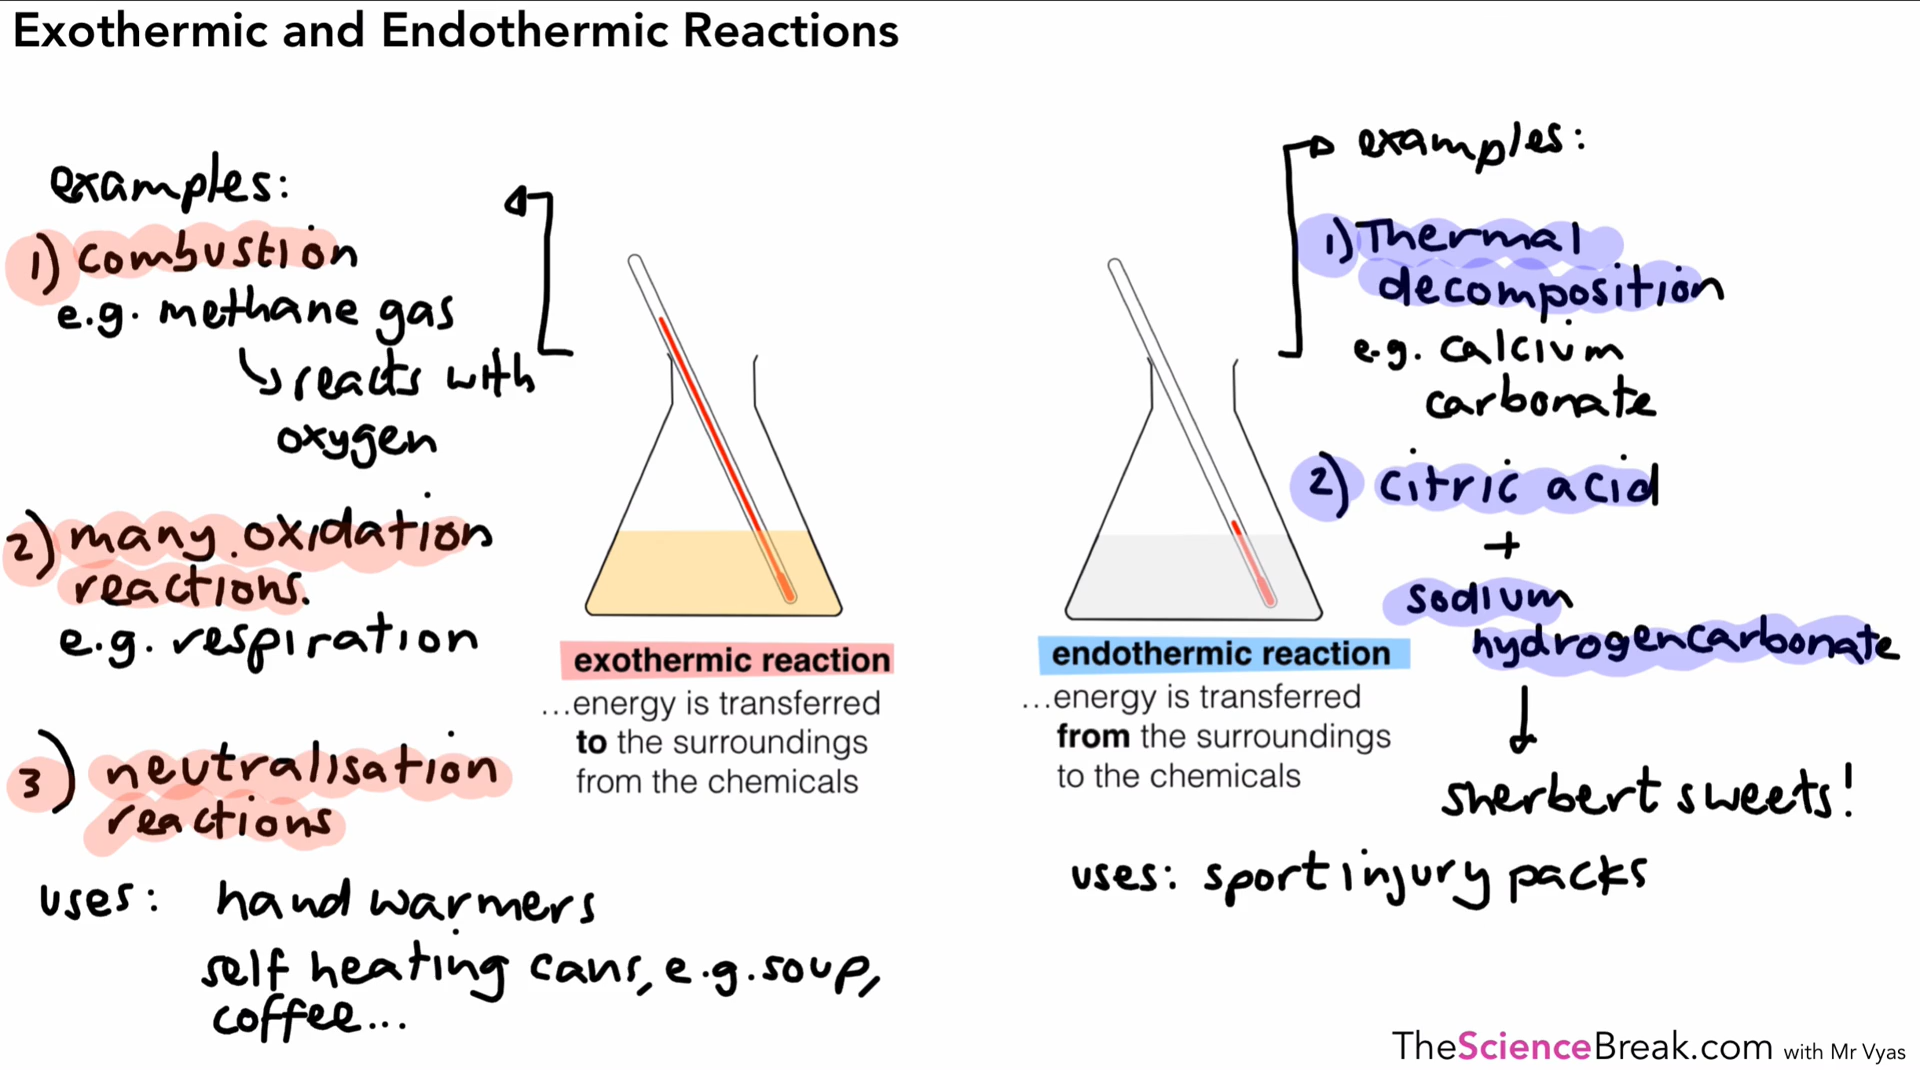 Exothermic and Endothermic Reactions
examples:
1) combustion
e.g. methane gas
reacts with
oxygen
2) many oxidation
reactions.
e.g. respiration
3) neutralisation
reactions
uses: hand warmers
self heating cans, e.g. soup,
coffee...
exothermic reaction
...energy is transferred
to the surroundings
from the chemicals
endothermic reaction
...energy is transferred
from the surroundings
to the chemicals
examples:
1) Thermal
decomposition
e.g. calcium
carbonate
2) citric acid
+
sodium
hydrogencarbonate
sherbert sweets!
uses: sport injury packs
TheScienceBreak.com with Mr Vyas